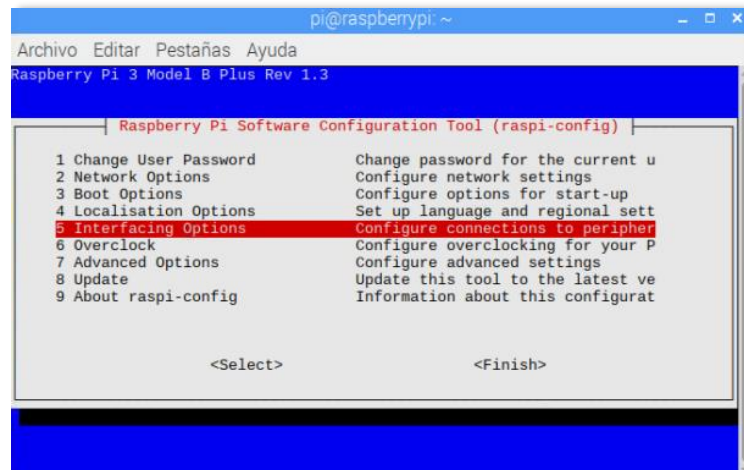 pi@raspberrypi: ~
Archivo Editar Pestañas Ayuda
Raspberry Pi 3 Model B Plus Rev 1.3
Raspberry Pi Software Configuration Tool (raspi-config)
1 Change User Password Change password for the current u
2 Network Options Configure network settings
3 Boot Options Configure options for start-up
4 Localisation Options Set up language and regional sett
5 Interfacing Options Configure connections to peripher
6 Overclock Configure overclocking for your P
7 Advanced Options Configure advanced settings
8 Update Update this tool to the latest ve
9 About raspi-config Information about this configurat
<Select> <Finish>